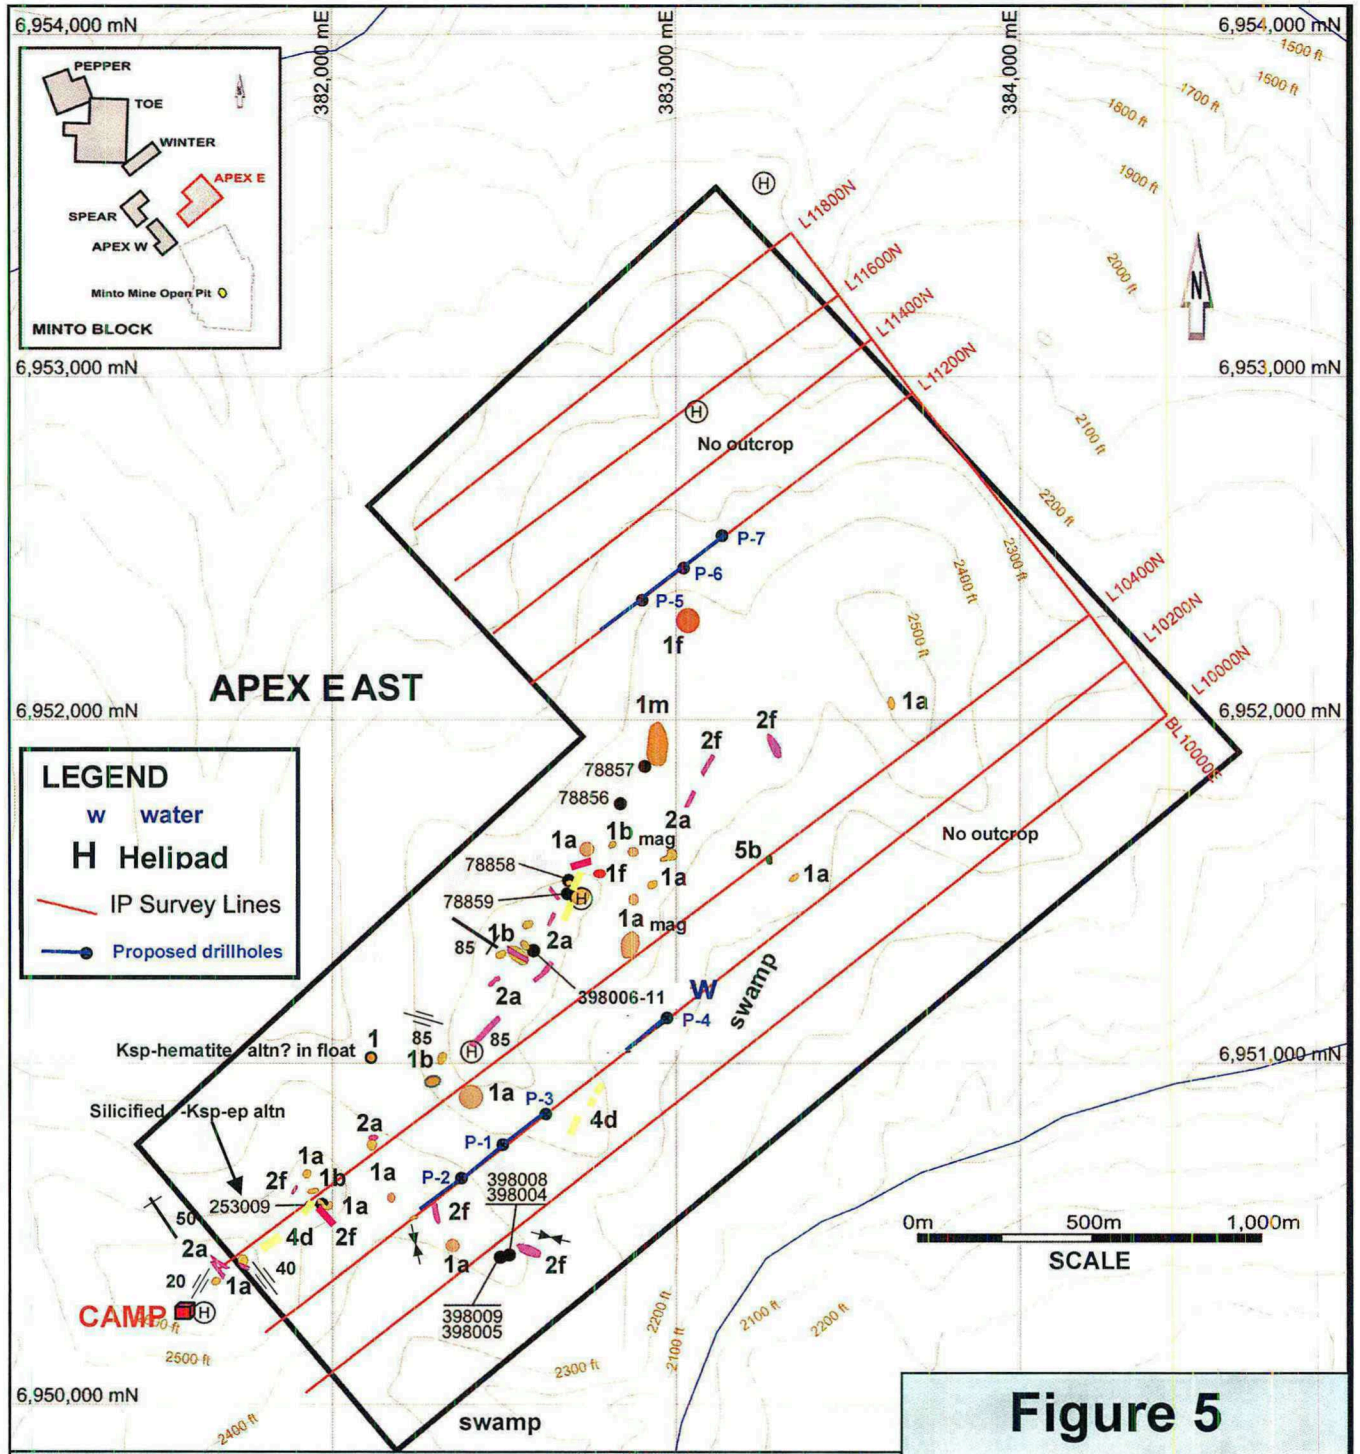 6,954,000 mN
382,000 mE
383,000 mE
384,000 mE
6,954,000 mN
1500 ft
1600 ft
1700 ft
1800 ft
1900 ft
2000 ft
PEPPER
TOE
WINTER
APEX E
SPEAR
APEX W
Minto Mine Open Pit
MINTO BLOCK
N
H
L11800N
L11600N
L11400N
L11200N
6,953,000 mN
6,953,000 mN
H
No outcrop
2100 ft
2200 ft
2300 ft
2400 ft
2500 ft
P-7
P-6
P-5
1f
L10400N
L10200N
L10000N
BL10000E
APEX EAST
6,952,000 mN
6,952,000 mN
1a
1m
2f
2f
78857
78856
2a
LEGEND
w water
H Helipad
IP Survey Lines
Proposed drillholes
1a
1b mag
5b
No outcrop
78858
1f
1a
1a
78859
H
1a mag
85
1b
2a
398006-11
2a
W
swamp
P-4
85
85
Ksp-hematite altn? in float
1
1b
H
6,951,000 mN
1a
P-3
4d
Silicified -Ksp-ep altn
2a
P-1
1a
1a
P-2
398008
398004
2f
1b
253009
1a
2f
50
4d
2f
0m
500m
1,000m
SCALE
2a
1a
2f
20
1a
40
CAMP
H
398009
398005
2500 ft
2400 ft
2300 ft
2200 ft
2100 ft
2100 ft
2200 ft
6,950,000 mN
swamp
Figure 5